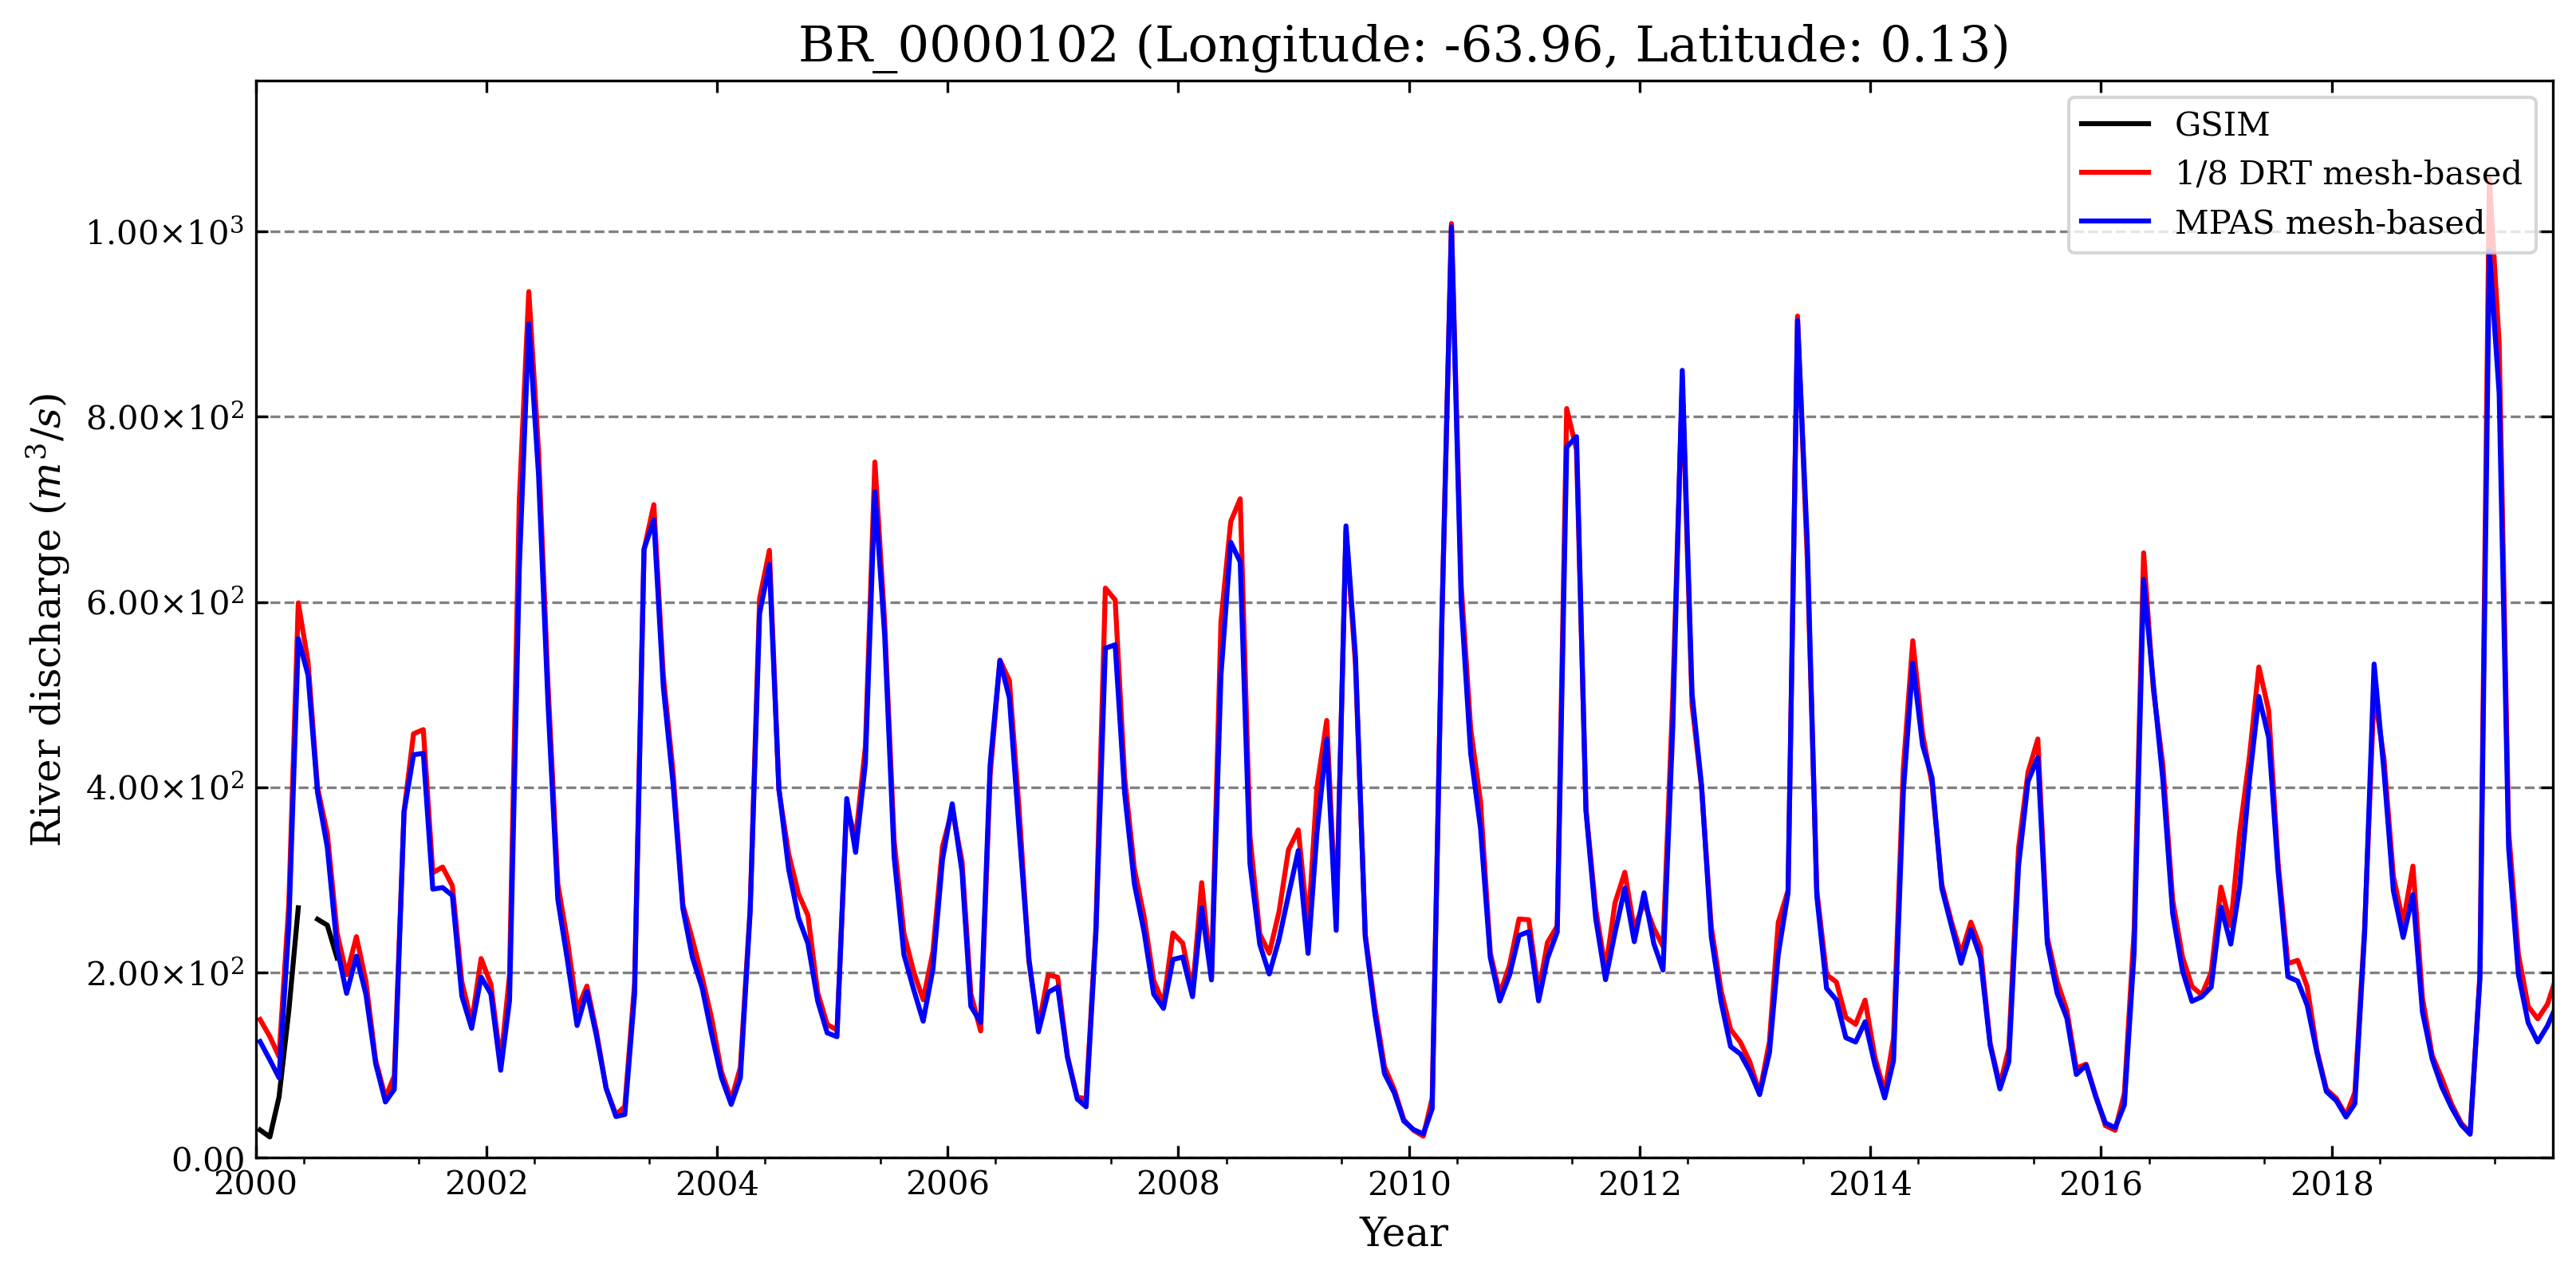 BR_0000102 (Longitude: -63.96, Latitude: 0.13)
GSIM
1/8 DRT mesh-based
MPAS mesh-based
River discharge (m³/s)
1.00×10³
8.00×10²
6.00×10²
4.00×10²
2.00×10²
0.00
2000 2002 2004 2006 2008 2010 2012 2014 2016 2018
Year